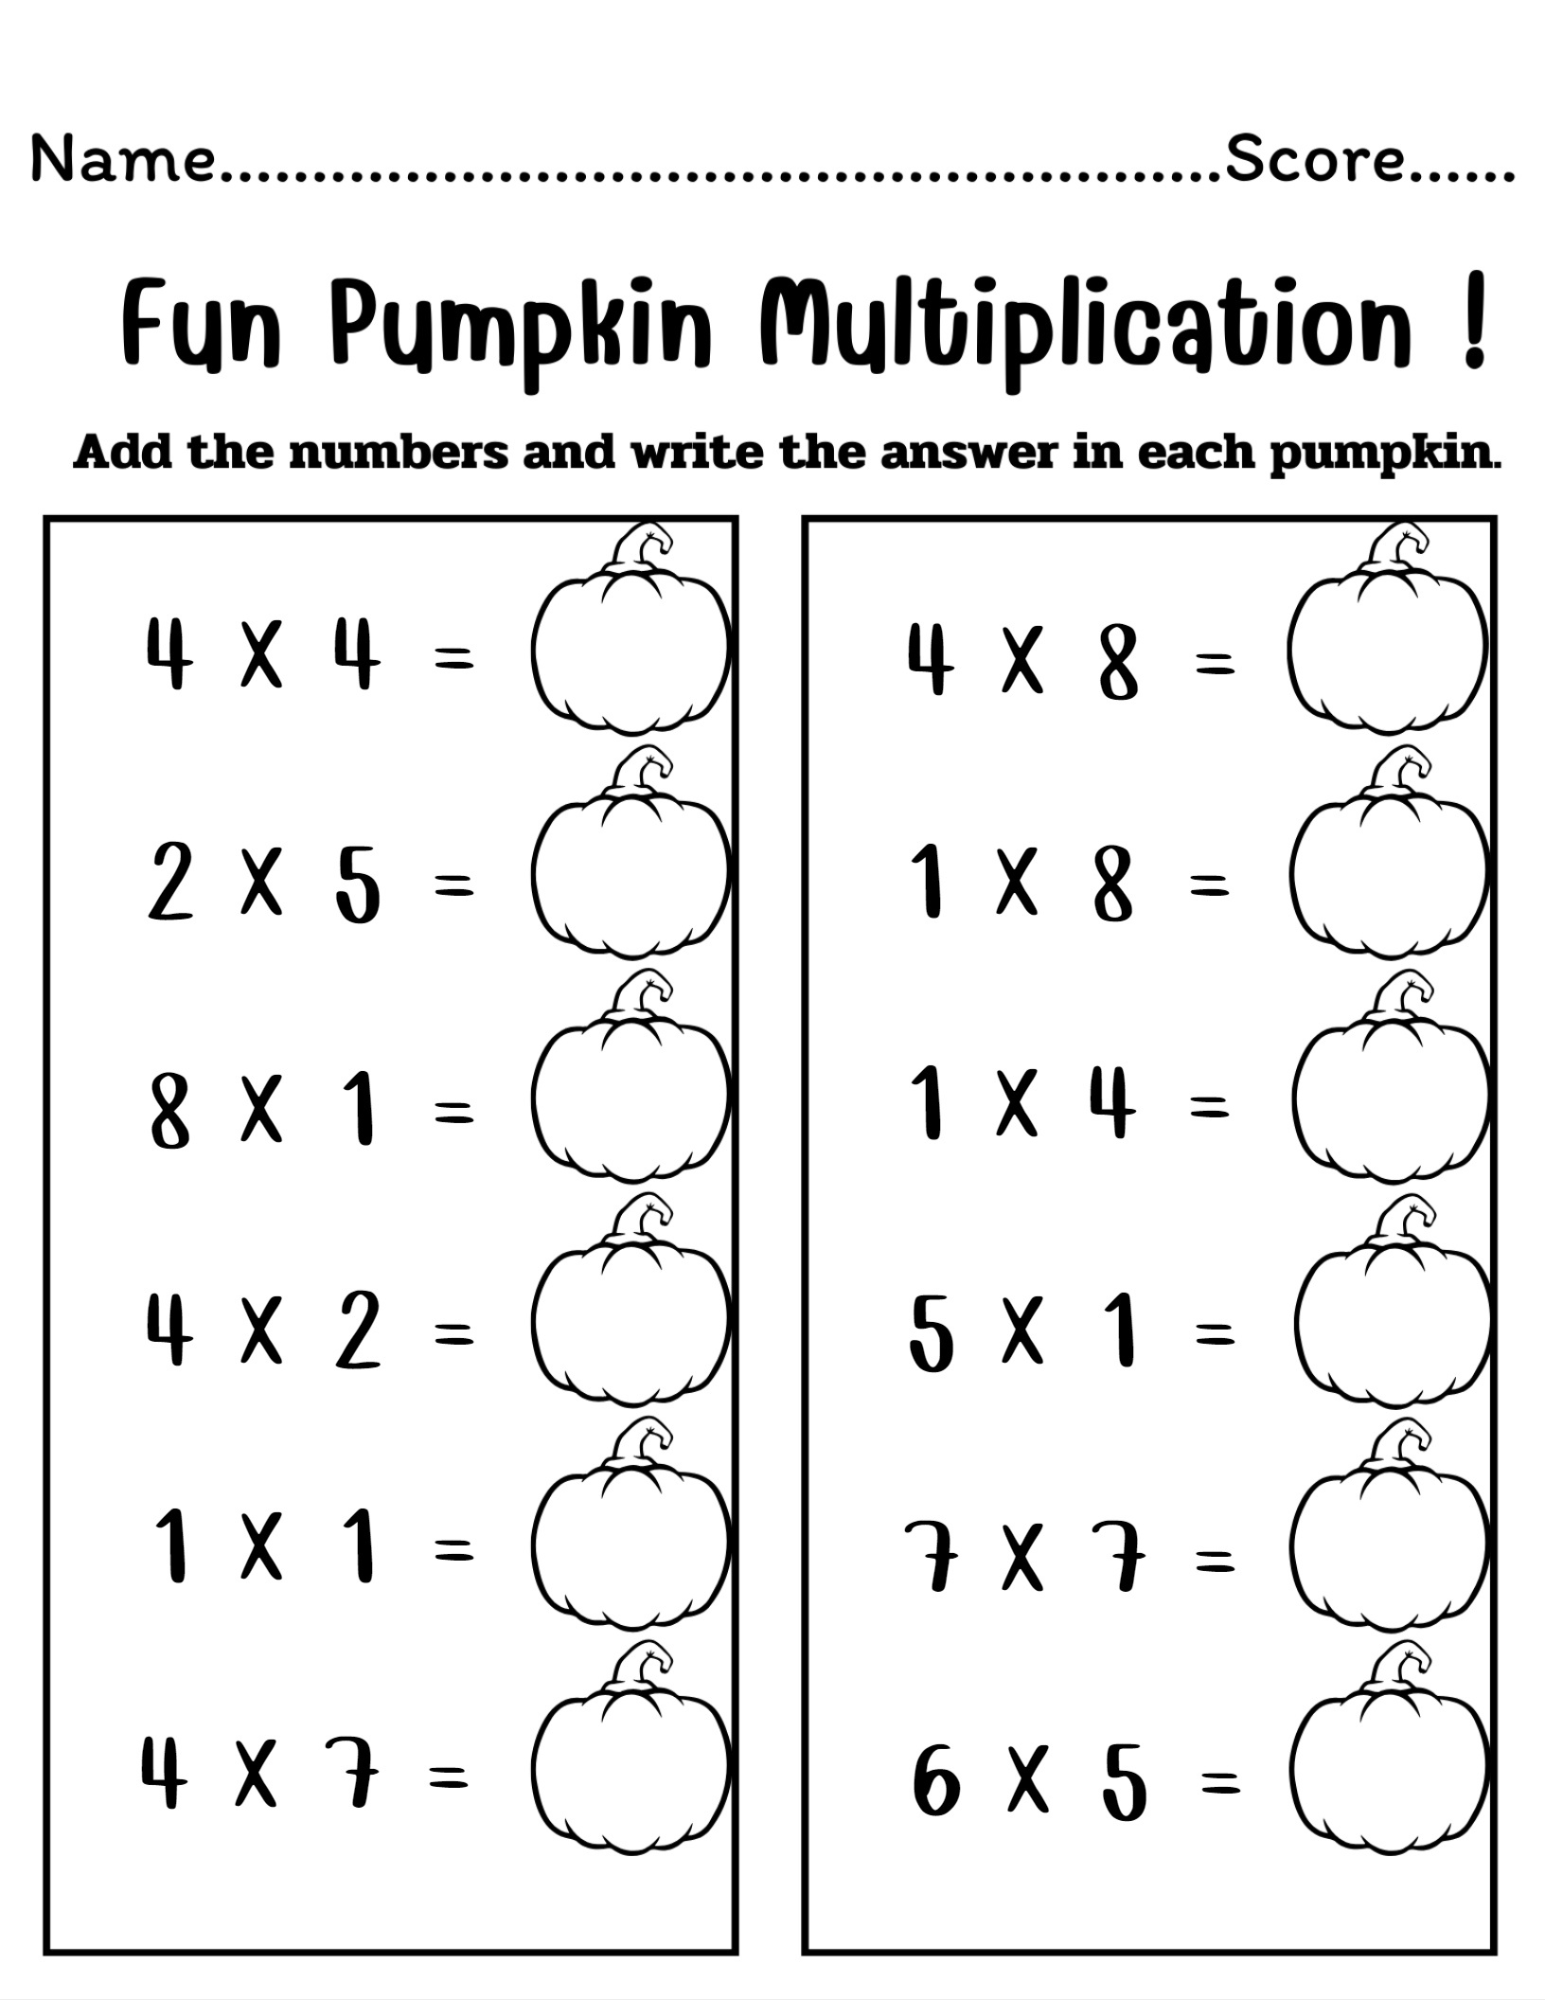 Name......................................................Score......
Fun Pumpkin Multiplication !
Add the numbers and write the answer in each pumpkin.
4 X 4 =
2 X 5 =
8 X 1 =
4 X 2 =
1 X 1 =
4 X 7 =
4 X 8 =
1 X 8 =
1 X 4 =
5 X 1 =
7 X 7 =
6 X 5 =